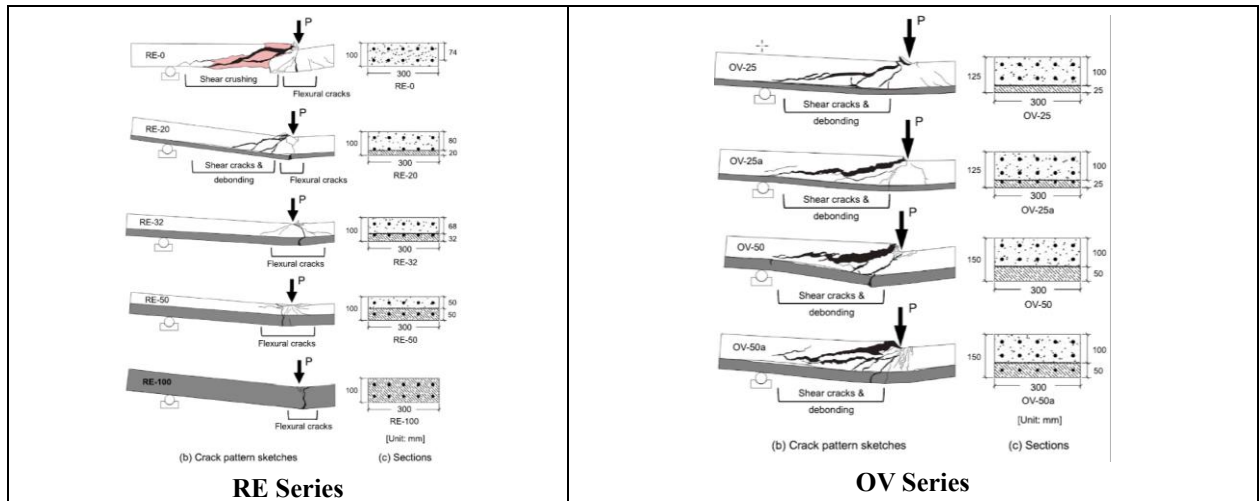 P
RE-0
100
74
Shear crushing
300
RE-0
Flexural cracks
P
RE-20
100
80
20
Shear cracks &
debonding
Flexural cracks
300
RE-20
P
RE-32
100
68
32
300
RE-32
Flexural cracks
P
RE-50
100
50
50
300
RE-50
Flexural cracks
P
RE-100
100
300
RE-100
Flexural cracks
[Unit: mm]
(b) Crack pattern sketches
(c) Sections
RE Series
P
OV-25
125
100
25
300
OV-25
Shear cracks &
debonding
P
OV-25a
125
100
25
300
OV-25a
Shear cracks &
debonding
P
OV-50
150
100
50
300
OV-50
Shear cracks &
debonding
P
OV-50a
150
100
50
300
OV-50a
Shear cracks &
debonding
[Unit: mm]
(b) Crack pattern sketches
(c) Sections
OV Series